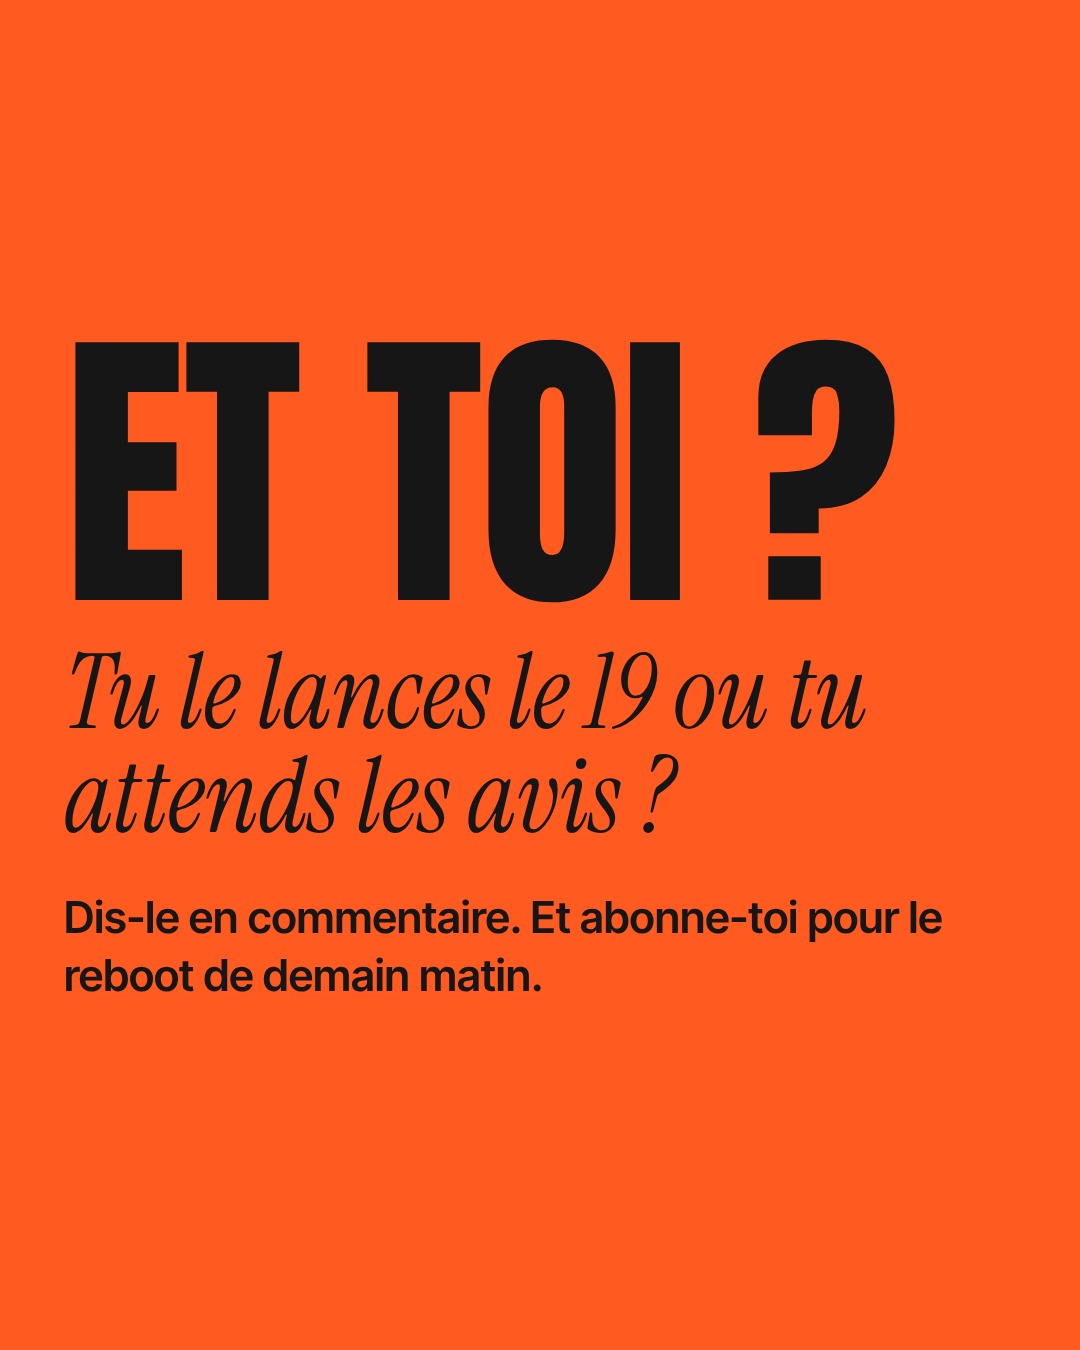 ET TOI ?
Tu le lances le 19 ou tu
attends les avis ?
Dis-le en commentaire. Et abonne-toi pour le
reboot de demain matin.